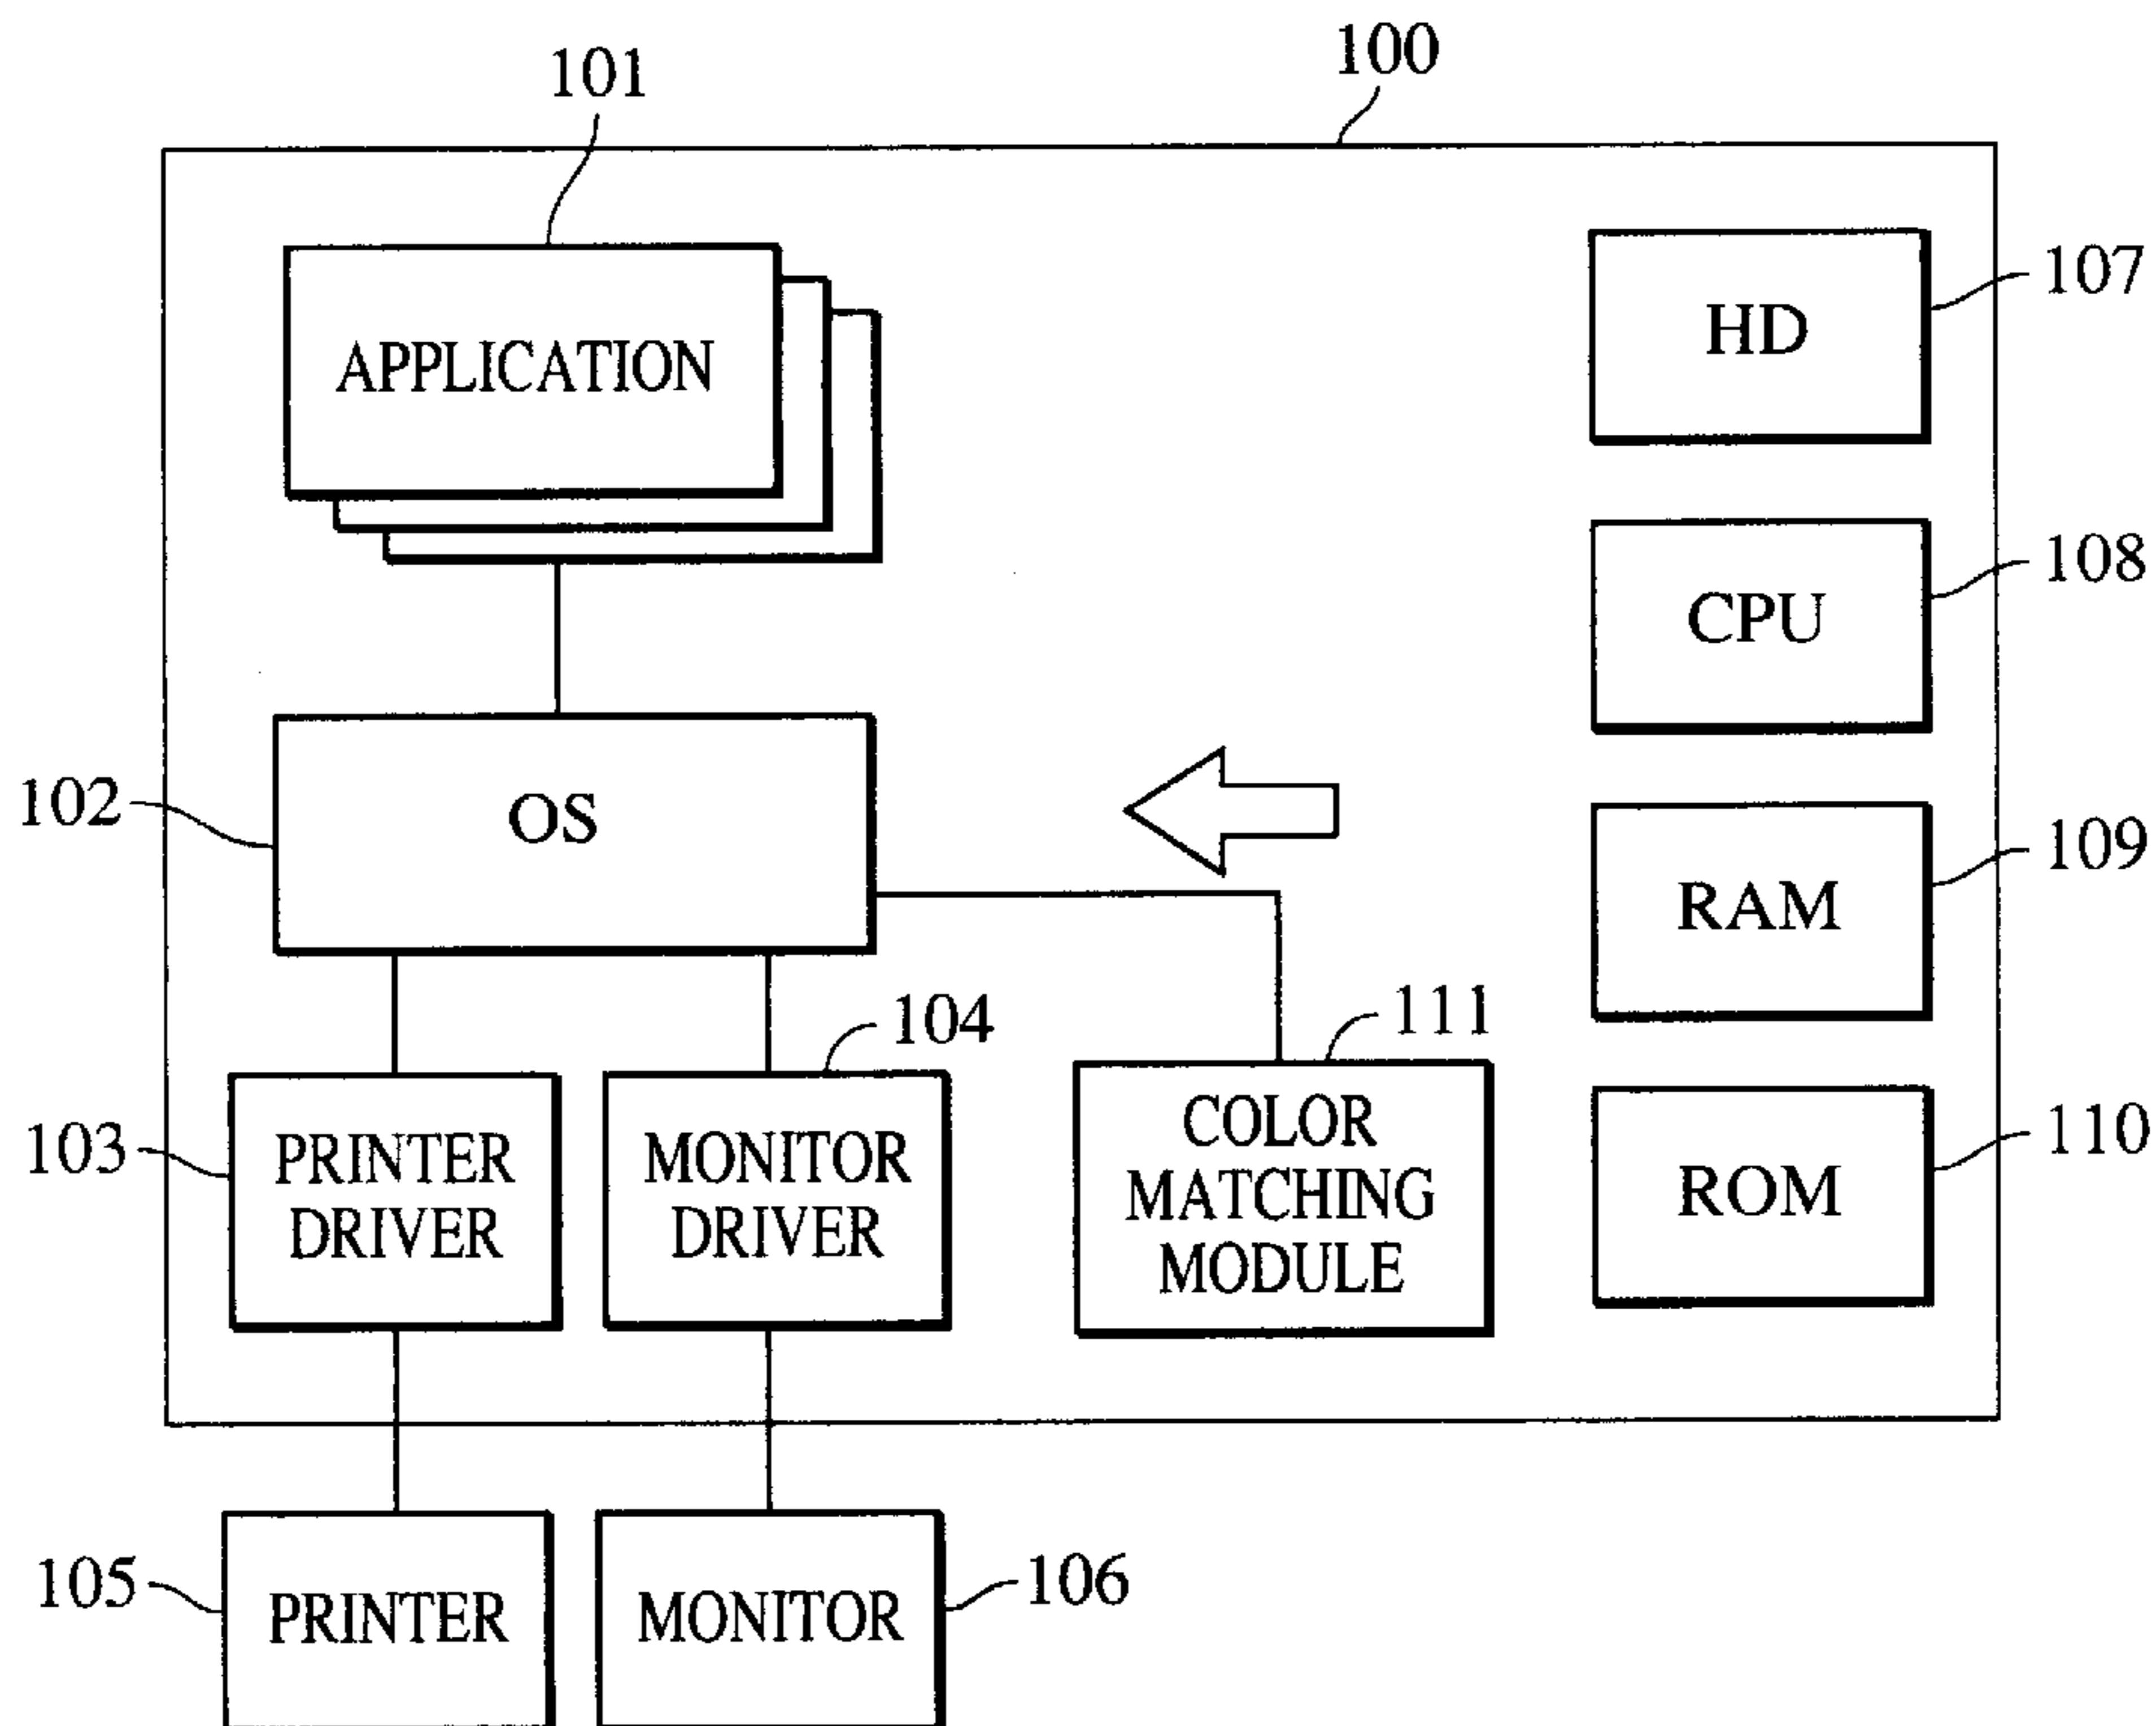 100
101
APPLICATION
HD
107
CPU
108
102
OS
RAM
109
104
111
103
PRINTER
DRIVER
MONITOR
DRIVER
COLOR
MATCHING
MODULE
ROM
110
105
PRINTER
MONITOR
106